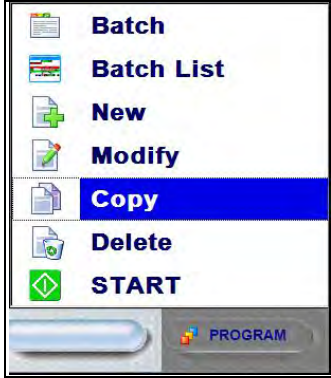 Batch
Batch List
New
Modify
Copy
Delete
START
PROGRAM